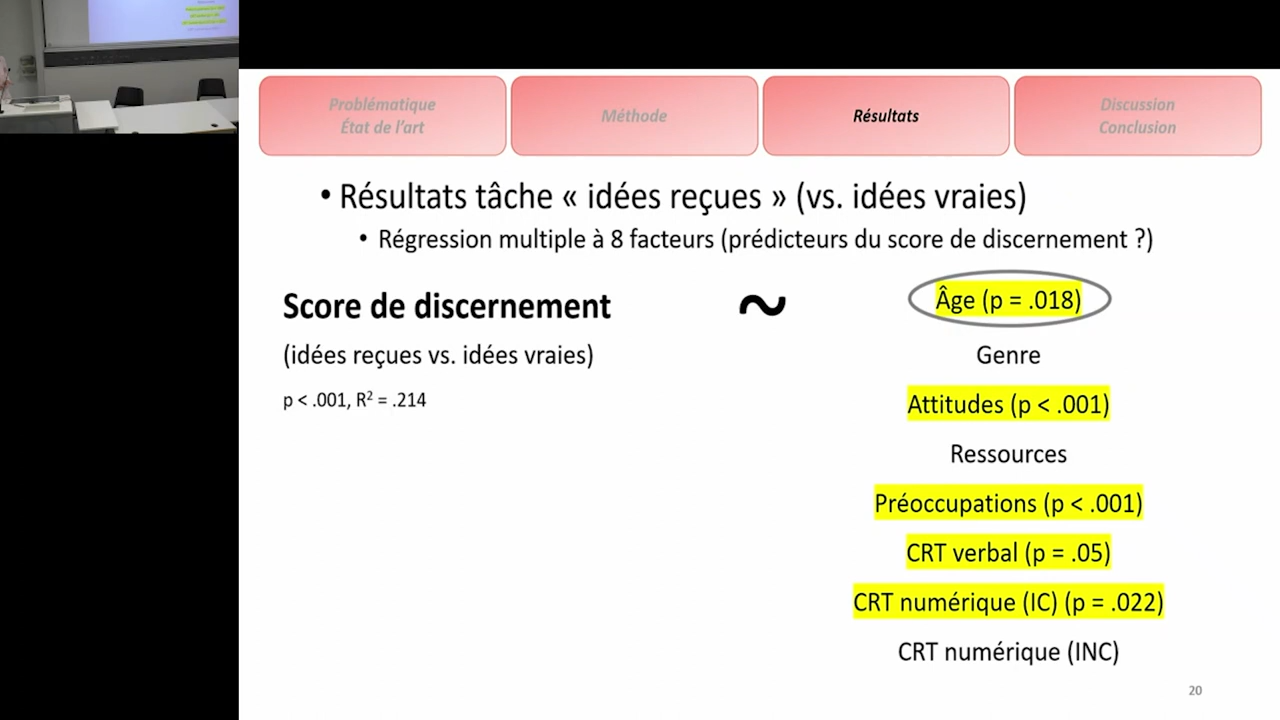 Problématique
État de l'art
Méthode
Résultats
Discussion
Conclusion
• Résultats tâche « idées reçues » (vs. idées vraies)
• Régression multiple à 8 facteurs (prédicteurs du score de discernement ?)
Score de discernement
~
(idées reçues vs. idées vraies)
p < .001, R² = .214
Âge (p = .018)
Genre
Attitudes (p < .001)
Ressources
Préoccupations (p < .001)
CRT verbal (p = .05)
CRT numérique (IC) (p = .022)
CRT numérique (INC)
20